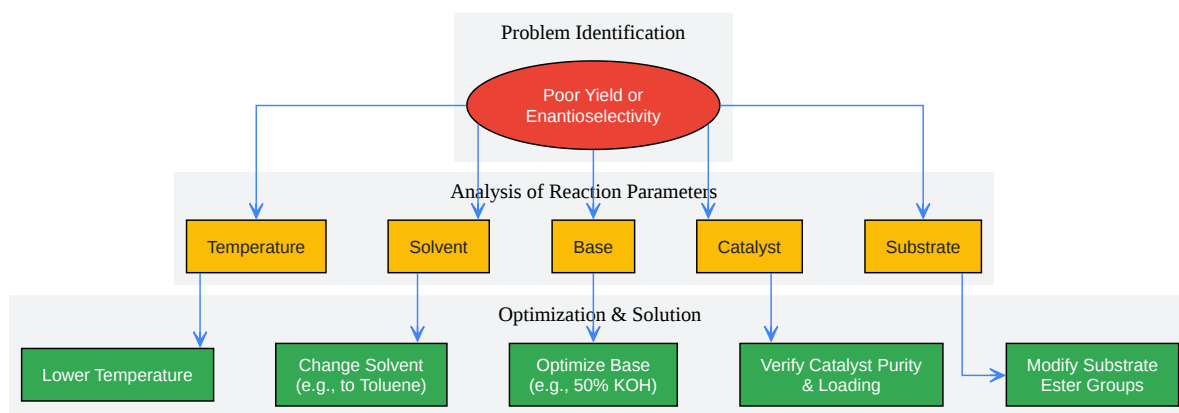 Problem Identification
Poor Yield or
Enantioselectivity
Analysis of Reaction Parameters
Temperature
Solvent
Base
Catalyst
Substrate
Optimization & Solution
Lower Temperature
Change Solvent
(e.g., to Toluene)
Optimize Base
(e.g., 50% KOH)
Verify Catalyst Purity
& Loading
Modify Substrate
Ester Groups